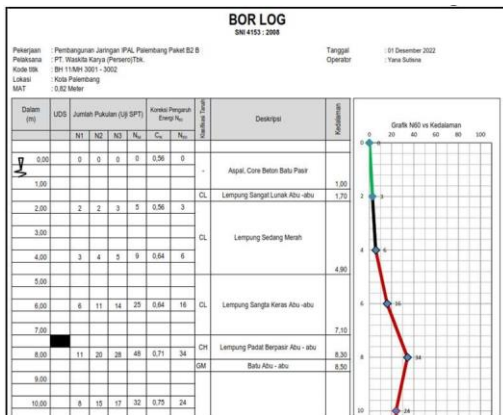 BOR LOG
SNI 4153 : 2008
Pekerjaan : Pembangunan Jaringan IPAL Palembang Paket B2 B
Pelaksana : PT. Waskita Karya (Persero)Tbk.
Kode titik : BH 11/MH 3001 - 3002
Lokasi : Kota Palembang
MAT : 0,82 Meter
Tanggal : 01 Desember 2022
Operator : Yana Sutisna
Dalam (m) UDS Jumlah Pukulan (Uji SPT) Koreksi Pengaruh Energi N60 Klasifikasi Tanah Deskripsi Kedalaman
N1 N2 N3 N CN N60
0,00 0 0 0 0 0,56 0
- Aspal, Core Beton Batu Pasir
1,00 1,00
CL Lempung Sangat Lunak Abu -abu 1,70
2,00 2 2 3 5 0,56 3
3,00
CL Lempung Sedang Merah
4,00 3 4 5 9 0,64 6
4,90
5,00
6,00 6 11 14 25 0,64 16 CL Lempung Sangta Keras Abu -abu
7,00 7,10
CH Lempung Padat Berpasir Abu - abu
8,00 11 20 28 48 0,71 34 8,30
GM Batu Abu - abu 8,50
9,00
10,00 8 15 17 32 0,75 24
Grafik N60 vs Kedalaman
0 20 40 60 80 100
0 0
2 3
4 6
6 16
8 34
10 24